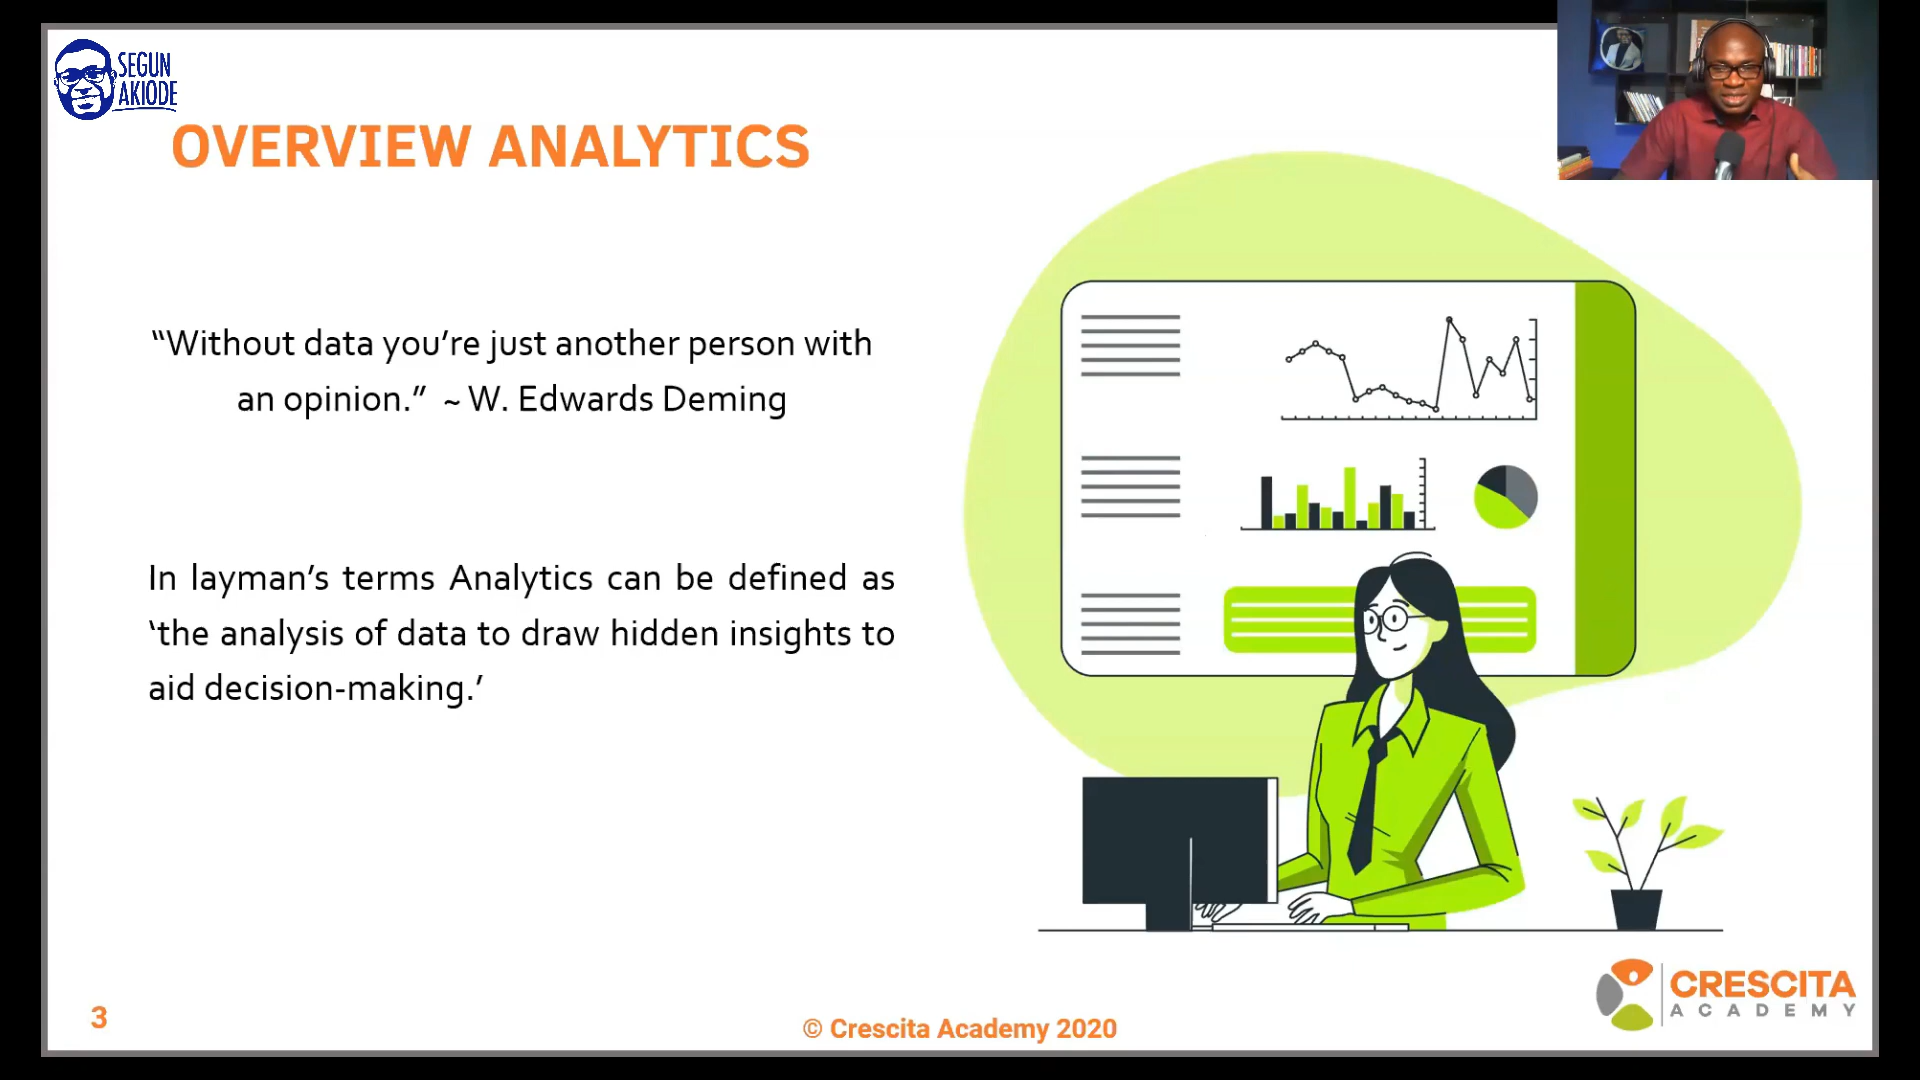 SEGUN
AKIODE
OVERVIEW ANALYTICS
“Without data you’re just another person with
an opinion.” ~ W. Edwards Deming
In layman’s terms Analytics can be defined as
‘the analysis of data to draw hidden insights to
aid decision-making.’
3
© Crescita Academy 2020
CRESCITA
ACADEMY